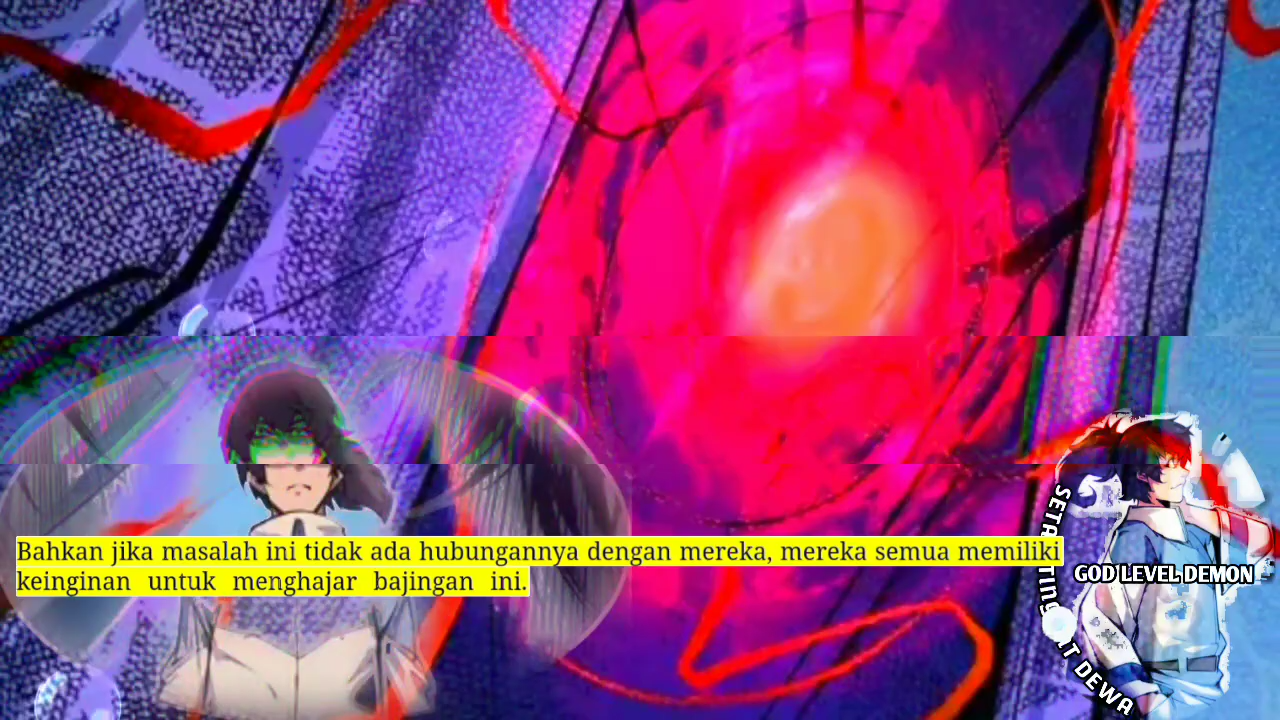 Bahkan jika masalah ini tidak ada hubungannya dengan mereka, mereka semua memiliki
keinginan untuk menghajar bajingan ini.
GOD LEVEL DEMON
DEWA